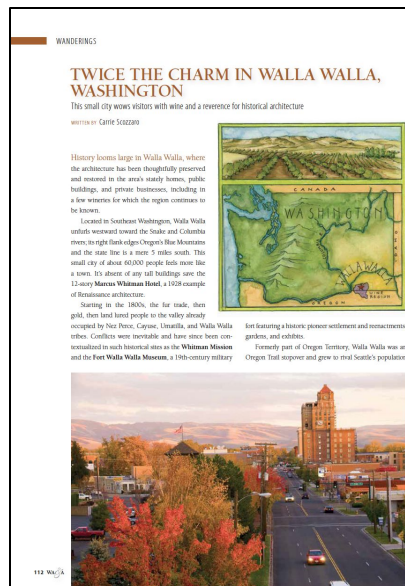 WANDERINGS
TWICE THE CHARM IN WALLA WALLA,
WASHINGTON
This small city wows visitors with wine and a reverence for historical architecture
WRITTEN BY Carrie Scozzaro
History looms large in Walla Walla, where
the architecture has been thoughtfully preserved
and restored in the area's stately homes, public
buildings, and private businesses, including in
a few wineries for which the region continues to
be known.
Located in Southeast Washington, Walla Walla
unfurls westward toward the Snake and Columbia
rivers; its right flank edges Oregon's Blue Mountains
and the state line is a mere 5 miles south. This
small city of about 60,000 people feels more like
a town. It's absent of any tall buildings save the
12-story Marcus Whitman Hotel, a 1928 example
of Renaissance architecture.
Starting in the 1800s, the fur trade, then
gold, then land lured people to the valley already
occupied by Nez Perce, Cayuse, Umatilla, and Walla Walla
tribes. Conflicts were inevitable and have since been con-
textualized in such historical sites as the Whitman Mission
and the Fort Walla Walla Museum, a 19th-century military
CANADA
WASHINGTON
WALLA WALLA
WINE
REGION
OREGON
fort featuring a historic pioneer settlement and reenactments,
gardens, and exhibits.
Formerly part of Oregon Territory, Walla Walla was an
Oregon Trail stopover and grew to rival Seattle's population
112